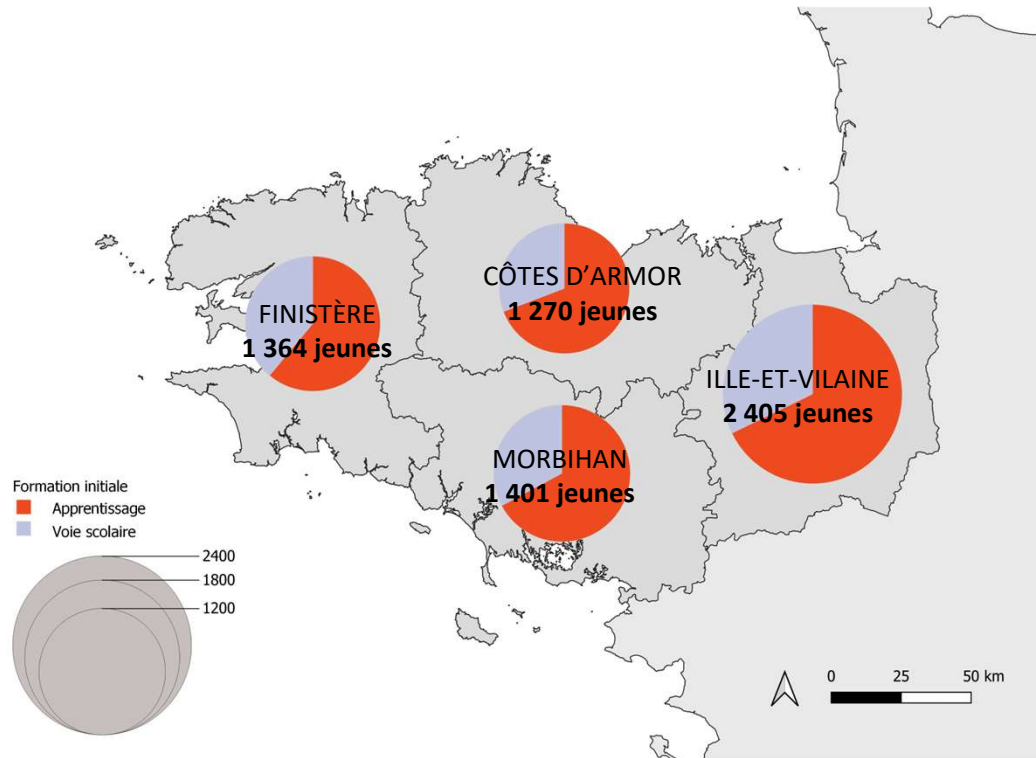 CÔTES D’ARMOR
1 270 jeunes
FINISTÈRE
1 364 jeunes
ILLE-ET-VILAINE
2 405 jeunes
MORBIHAN
1 401 jeunes
Formation initiale
Apprentissage
Voie scolaire
2400
1800
1200
0 25 50 km